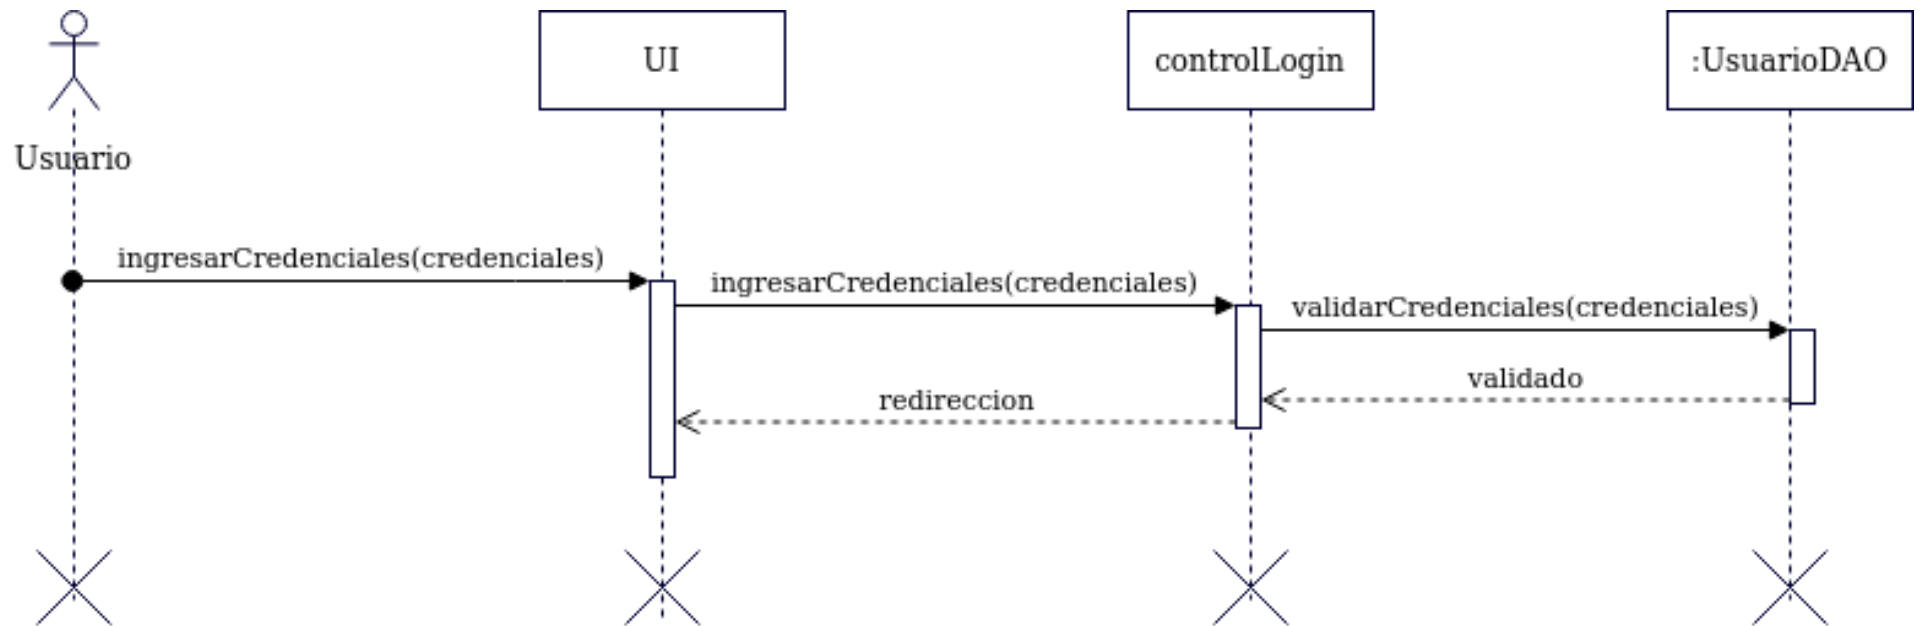 UI
controlLogin
:UsuarioDAO
Usuario
ingresarCredenciales(credenciales)
ingresarCredenciales(credenciales)
validarCredenciales(credenciales)
validado
redireccion